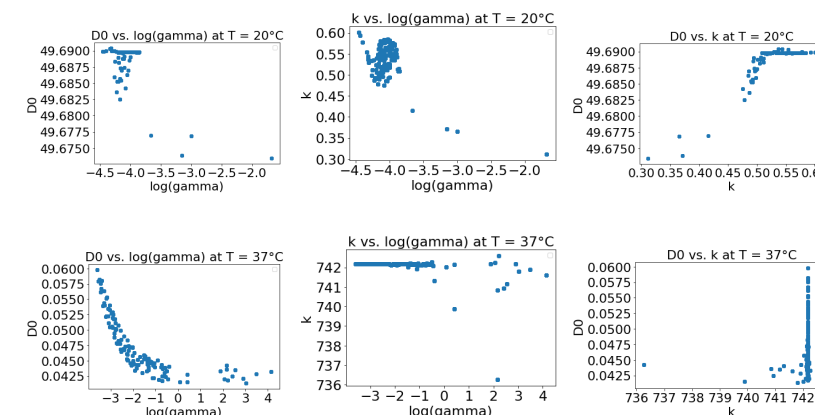 D0 vs. log(gamma) at T = 20°C
49.6900
49.6875
49.6850
49.6825
49.6800
49.6775
49.6750
D0
−4.5−4.0−3.5−3.0−2.5−2.0
log(gamma)
k vs. log(gamma) at T = 20°C
0.60
0.55
0.50
0.45
0.40
0.35
0.30
k
−4.5−4.0−3.5−3.0−2.5−2.0
log(gamma)
D0 vs. k at T = 20°C
49.6900
49.6875
49.6850
49.6825
49.6800
49.6775
49.6750
D0
0.30 0.35 0.40 0.45 0.50 0.55
k
D0 vs. log(gamma) at T = 37°C
0.0600
0.0575
0.0550
0.0525
0.0500
0.0475
0.0450
0.0425
D0
−3 −2 −1 0 1 2 3 4
log(gamma)
k vs. log(gamma) at T = 37°C
742
741
740
739
738
737
736
k
−3 −2 −1 0 1 2 3 4
log(gamma)
D0 vs. k at T = 37°C
0.0600
0.0575
0.0550
0.0525
0.0500
0.0475
0.0450
0.0425
D0
736 737 738 739 740 741 742
k